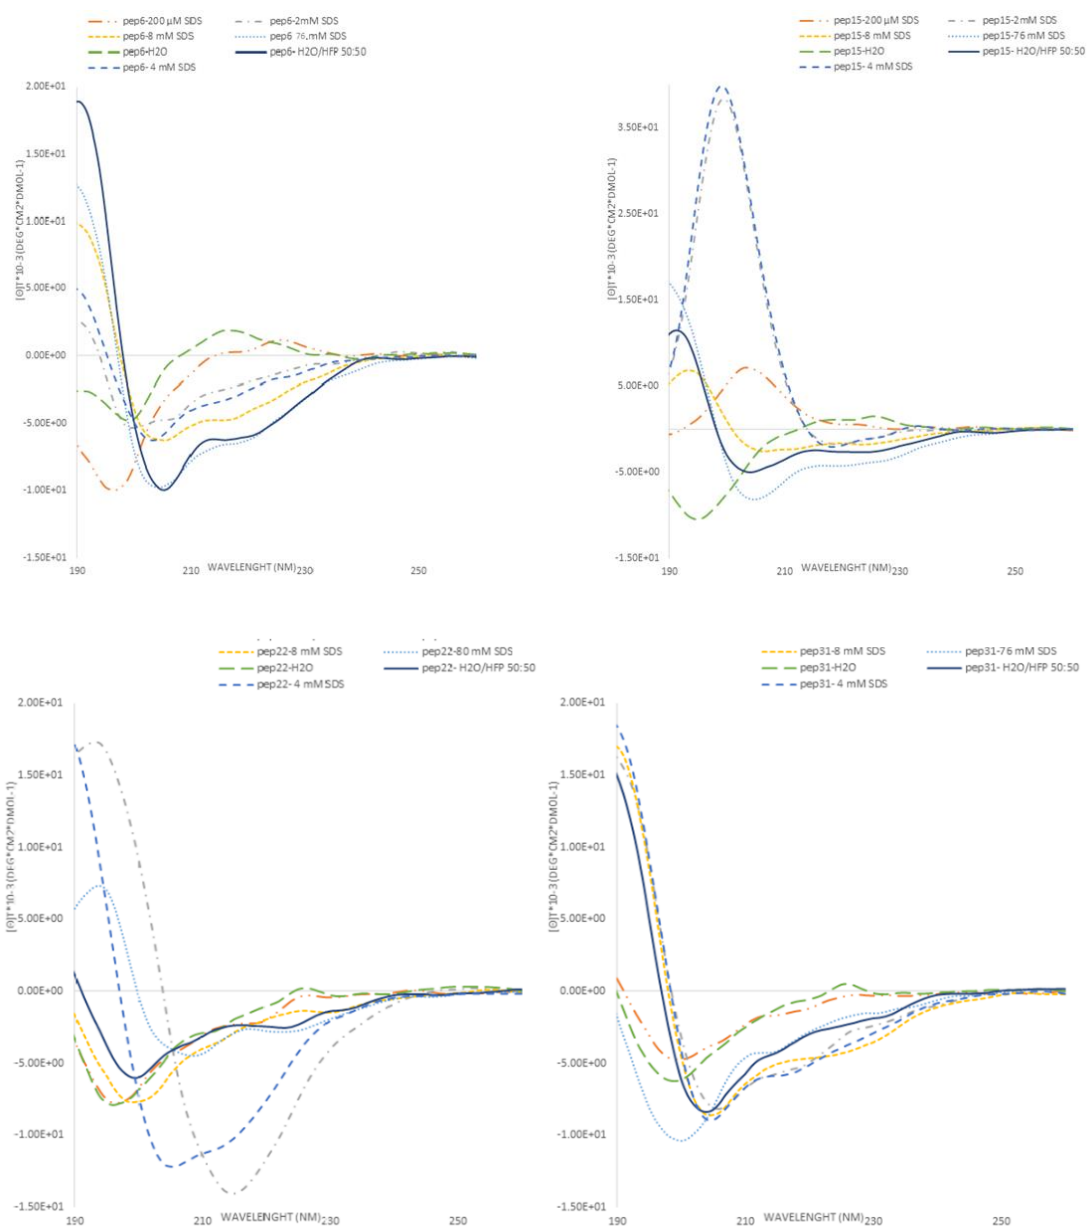 pep6-200 µM SDS
pep6-2mM SDS
pep6-8 mM SDS
pep6 76.mM SDS
pep6-H2O
pep6- H2O/HFP 50:50
pep6- 4 mM SDS
2.00E+01
1.50E+01
1.00E+01
5.00E+00
0.00E+00
-5.00E+00
-1.00E+01
-1.50E+01
[Θ]T*10-3 (DEG*CM2*DMOL-1)
190
210
WAVELENGHT (NM)
230
250
pep15-200 µM SDS
pep15-2mM SDS
pep15-8 mM SDS
pep15-76 mM SDS
pep15-H2O
pep15- H2O/HFP 50:50
pep15- 4 mM SDS
3.50E+01
2.50E+01
1.50E+01
5.00E+00
-5.00E+00
-1.50E+01
[Θ]T*10-3 (DEG*CM2*DMOL-1)
190
210
WAVELENGHT (NM)
230
250
pep22-8 mM SDS
pep22-80 mM SDS
pep22-H2O
pep22- H2O/HFP 50:50
pep22- 4 mM SDS
2.00E+01
1.50E+01
1.00E+01
5.00E+00
0.00E+00
-5.00E+00
-1.00E+01
-1.50E+01
[Θ]T*10-3 (DEG*CM2*DMOL-1)
190
210
WAVELENGHT (NM)
230
250
pep31-8 mM SDS
pep31-76 mM SDS
pep31-H2O
pep31- H2O/HFP 50:50
pep31- 4 mM SDS
2.00E+01
1.50E+01
1.00E+01
5.00E+00
0.00E+00
-5.00E+00
-1.00E+01
-1.50E+01
[Θ]T*10-3 (DEG*CM2*DMOL-1)
190
210
WAVELENGHT (NM)
230
250